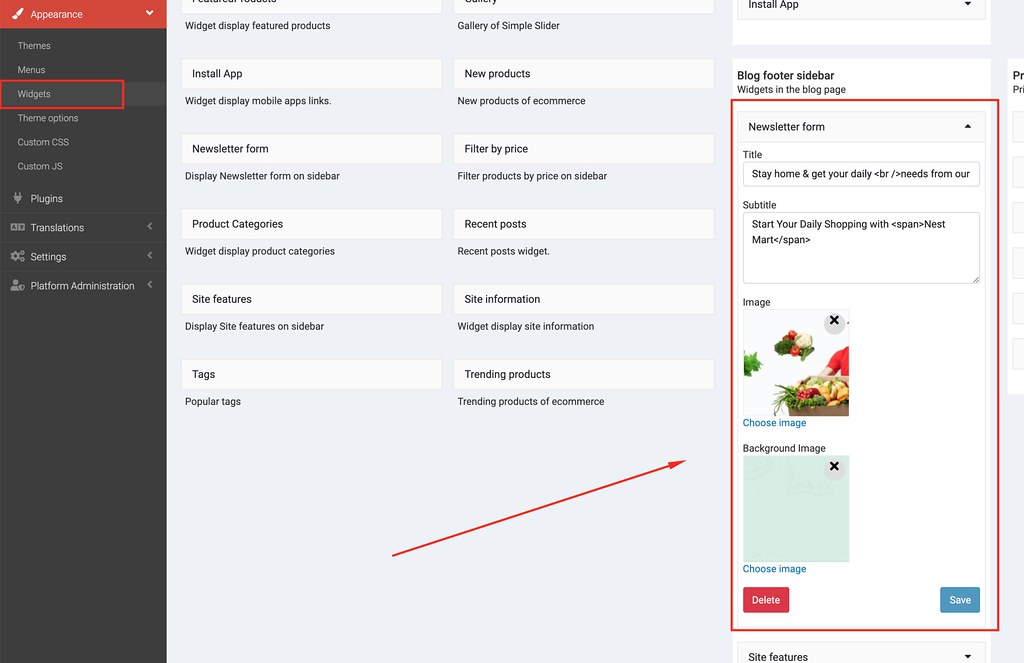 Appearance
Themes
Menus
Widgets
Theme options
Custom CSS
Custom JS
Plugins
Translations
Settings
Platform Administration
Widget display featured products
Gallery of Simple Slider
Install App
Widget display mobile apps links.
New products
New products of ecommerce
Newsletter form
Display Newsletter form on sidebar
Filter by price
Filter products by price on sidebar
Product Categories
Widget display product categories
Recent posts
Recent posts widget.
Site features
Display Site features on sidebar
Site information
Widget display site information
Tags
Popular tags
Trending products
Trending products of ecommerce
Install App
Blog footer sidebar
Widgets in the blog page
Newsletter form
Title
Stay home & get your daily <br />needs from our
Subtitle
Start Your Daily Shopping with <span>Nest
Mart</span>
Image
Choose image
Background Image
Choose image
Delete
Save
Site features